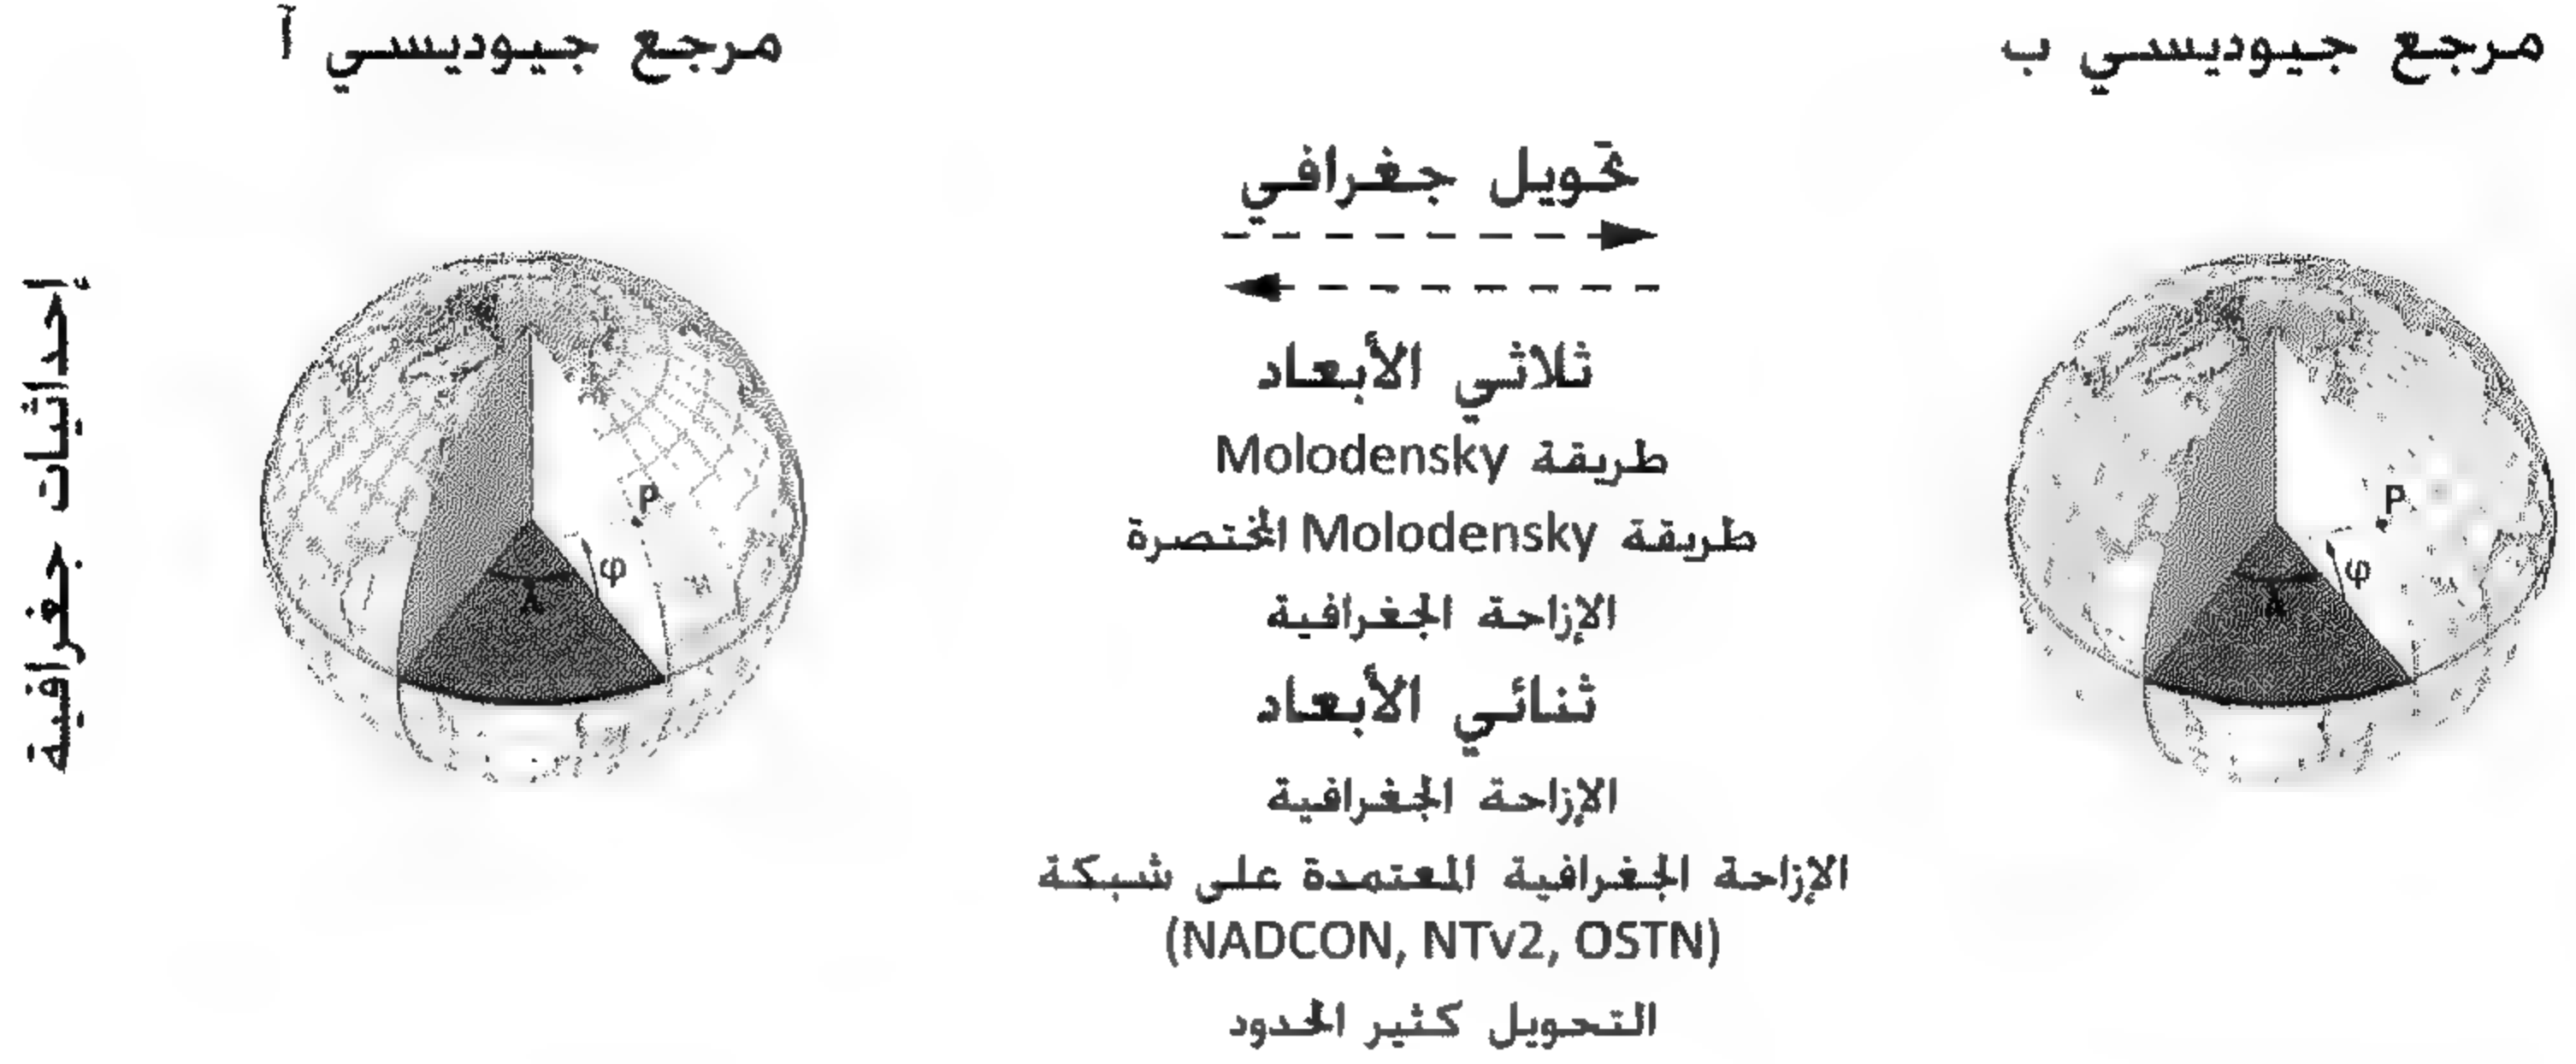 مرجع جيوديسي آ
مرجع جيوديسي ب
تحويل جغرافي
ثلاثي الأبعاد
طريقة Molodensky
طريقة Molodensky المختصرة
الإزاحة الجغرافية
ثنائي الأبعاد
الإزاحة الجغرافية
الإزاحة الجغرافية المعتمدة على شبكة
(NADCON, NTv2, OSTN)
التحويل كثير الحدود
إحداثيات جغرافية
P
φ
λ
P
φ
λ